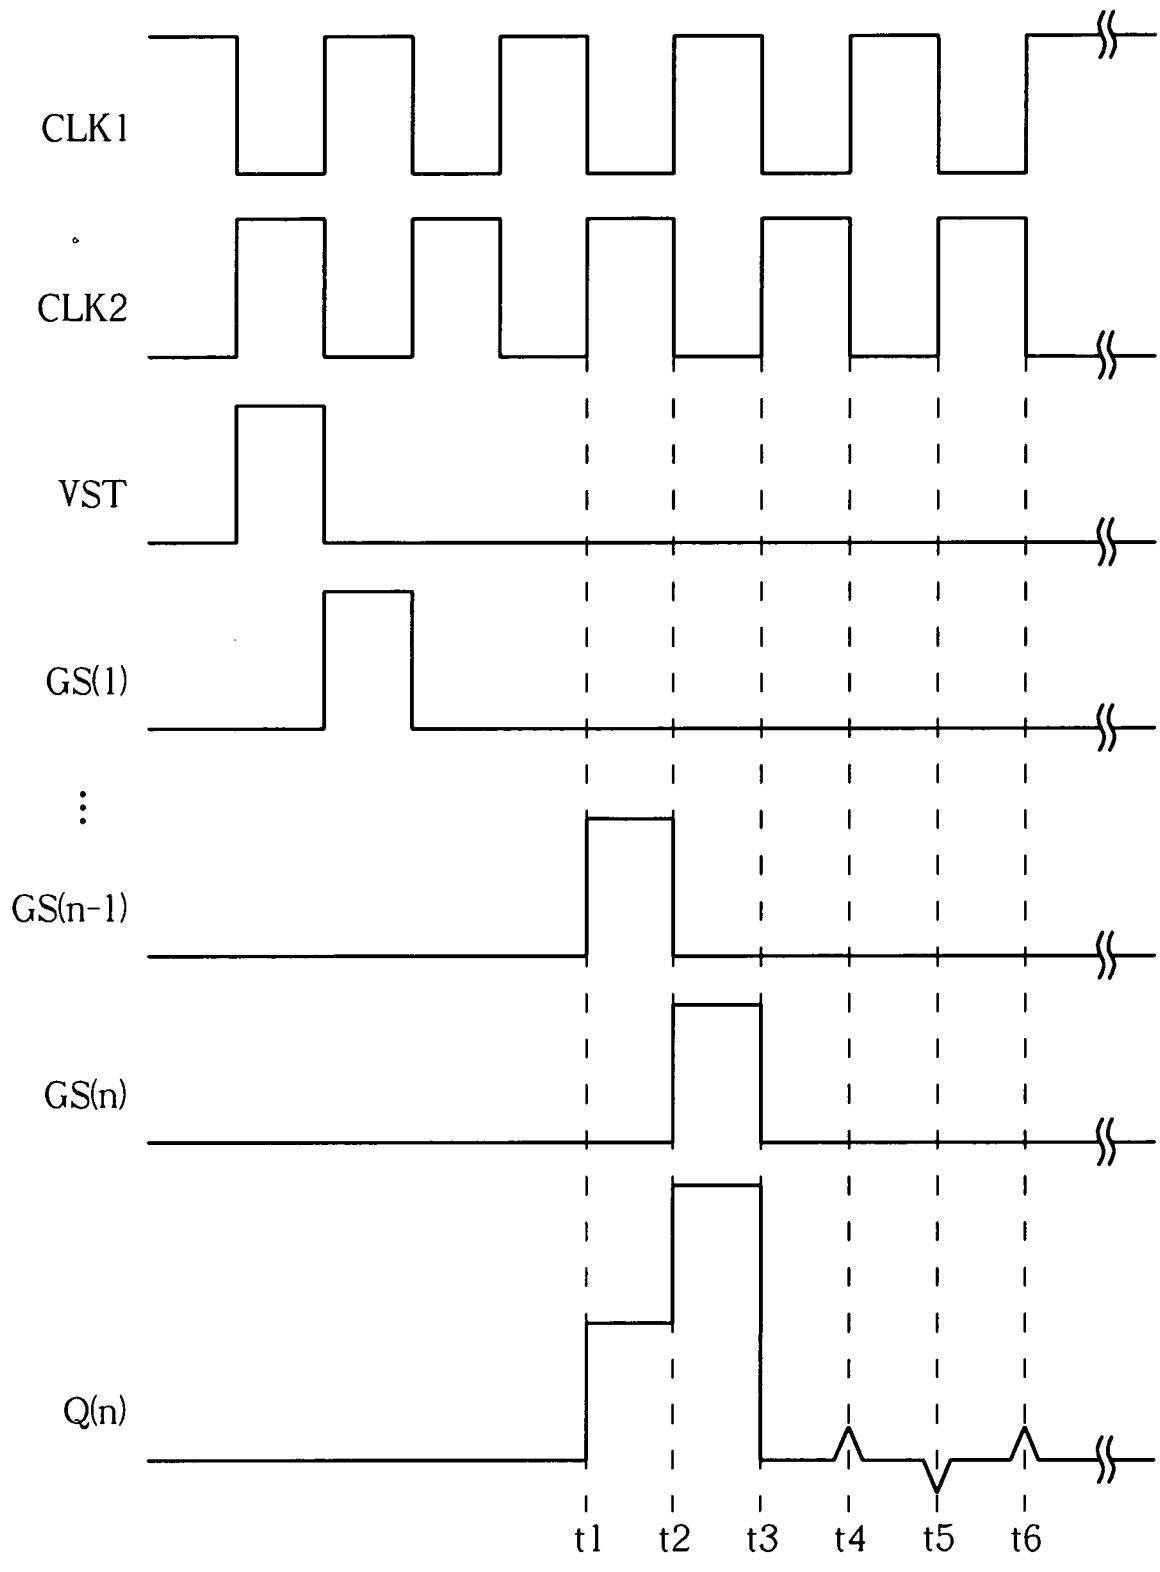 CLK1
CLK2
VST
GS(1)
⋮
GS(n-1)
GS(n)
Q(n)
t1 t2 t3 t4 t5 t6